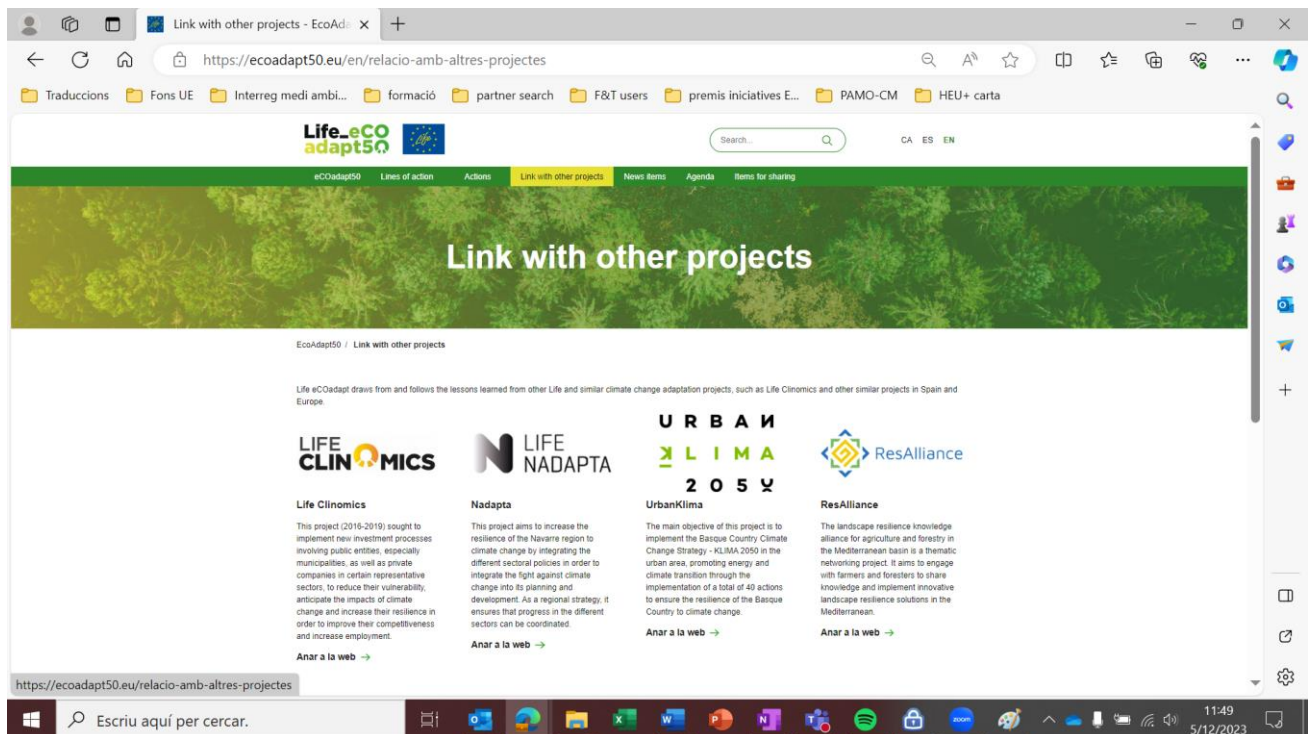 Link with other projects - EcoAda
https://ecoadapt50.eu/en/relacio-amb-altres-projectes
Traduccions Fons UE Interreg medi ambi... formació partner search F&T users premis iniciatives E... PAMO-CM HEU+ carta
Life_eCO
adapt50
Search...
CA ES EN
eCOadapt50 Lines of action Actions Link with other projects News items Agenda Items for sharing
Link with other projects
EcoAdapt50 / Link with other projects
Life eCOadapt draws from and follows the lessons learned from other Life and similar climate change adaptation projects, such as Life Clinomics and other similar projects in Spain and
Europe.
LIFE
CLINOMICS
Life Clinomics
This project (2016-2019) sought to
implement new investment processes
involving public entities, especially
municipalities, as well as private
companies in certain representative
sectors, to reduce their vulnerability,
anticipate the impacts of climate
change and increase their resilience in
order to improve their competitiveness
and increase employment.
Anar a la web →
N LIFE
NADAPTA
Nadapta
This project aims to increase the
resilience of the Navarre region to
climate change by integrating the
different sectoral policies in order to
integrate the fight against climate
change into its planning and
development. As a regional strategy, it
ensures that progress in the different
sectors can be coordinated.
Anar a la web →
URBAN
KLIMA
2050
UrbanKlima
The main objective of this project is to
implement the Basque Country Climate
Change Strategy - KLIMA 2050 in the
urban area, promoting energy and
climate transition through the
implementation of a total of 40 actions
to ensure the resilience of the Basque
Country to climate change.
Anar a la web →
ResAlliance
ResAlliance
The landscape resilience knowledge
alliance for agriculture and forestry in
the Mediterranean basin is a thematic
networking project. It aims to engage
with farmers and foresters to share
knowledge and implement innovative
landscape resilience solutions in the
Mediterranean.
Anar a la web →
https://ecoadapt50.eu/relacio-amb-altres-projectes
Escriu aquí per cercar.
11:49
5/12/2023